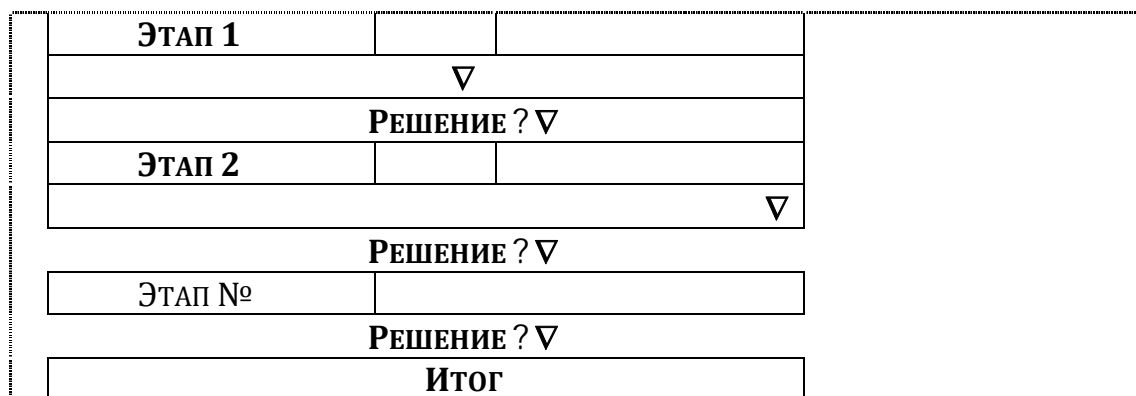 Этап 1
∇
Решение ? ∇
Этап 2
∇
Решение ? ∇
Этап №
Решение ? ∇
Итог